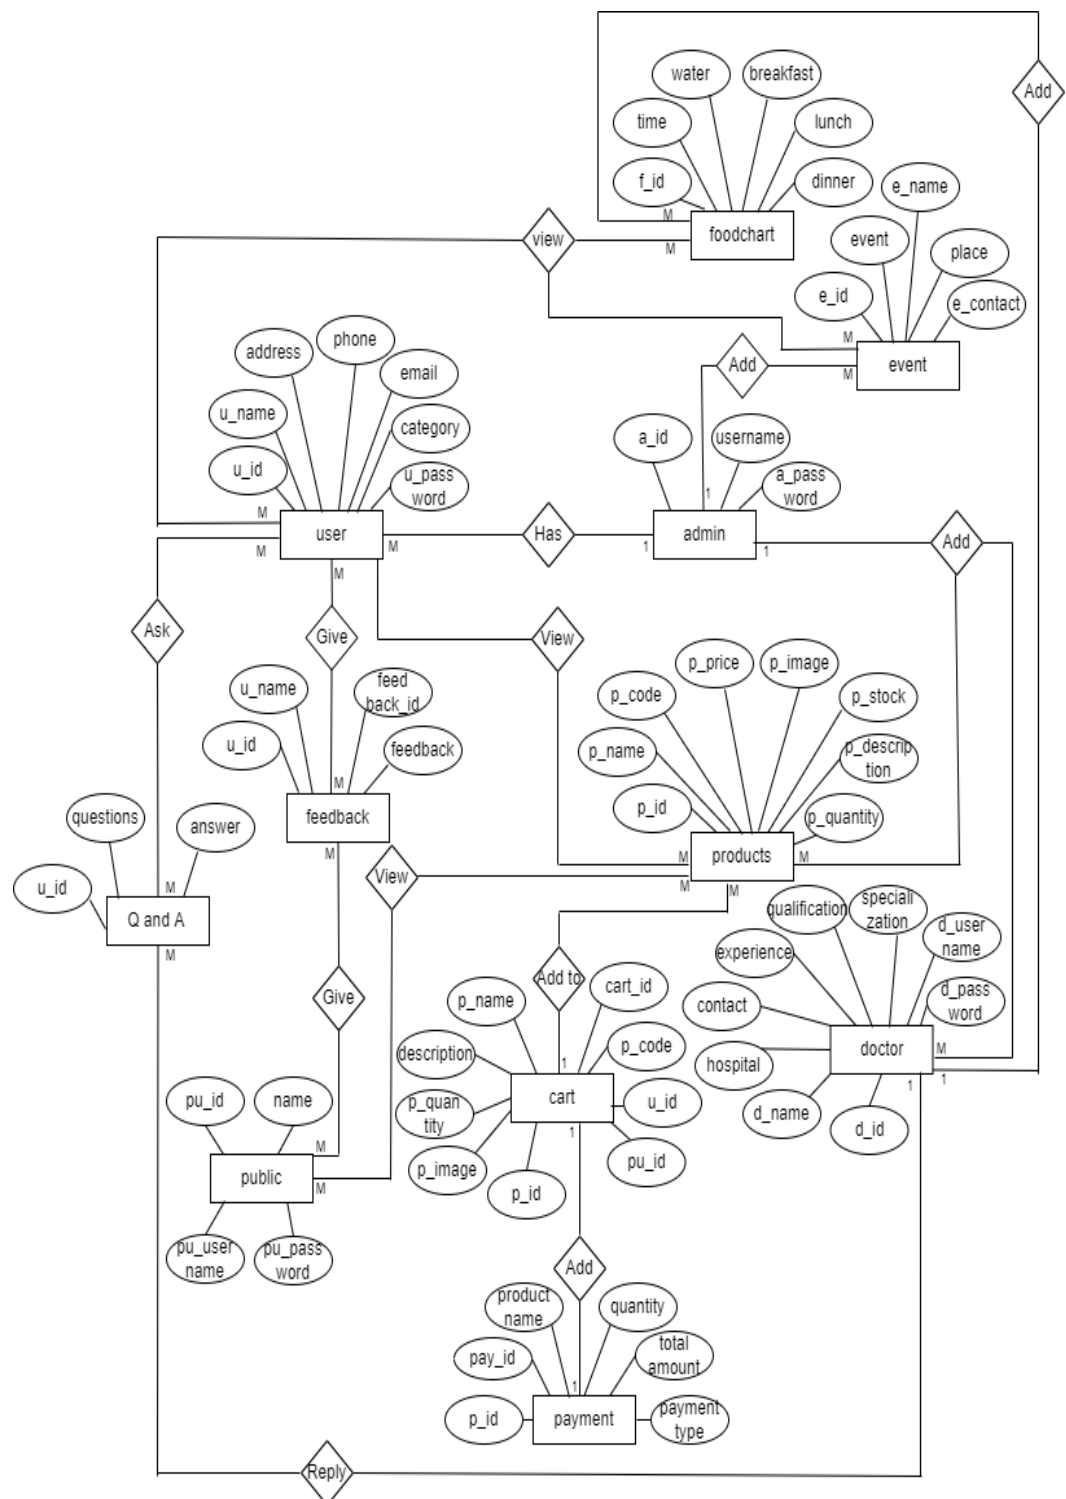 water
breakfast
Add
time
lunch
f_id
dinner
e_name
M
foodchart
view
M
event
place
e_id
e_contact
phone
M
address
event
Add
M
email
u_name
category
a_id
username
u_id
u_pass
word
a_pass
word
M
1
user
Has
admin
Add
M
M
1
1
M
Ask
Give
View
p_price
p_image
feed
back_id
u_name
p_code
p_stock
u_id
feedback
p_name
p_descrip
tion
M
p_id
questions
feedback
p_quantity
answer
M
products
M
M
View
M
M
u_id
M
Q and A
M
qualification
speciali
zation
d_user
name
experience
Add to
cart_id
Give
p_name
d_pass
word
contact
description
p_code
doctor
M
hospital
1
1
1
p_quan
tity
cart
u_id
pu_id
name
d_name
1
d_id
M
p_image
pu_id
public
M
p_id
pu_user
name
pu_pass
word
Add
product
name
quantity
pay_id
total
amount
1
p_id
payment
payment
type
Reply